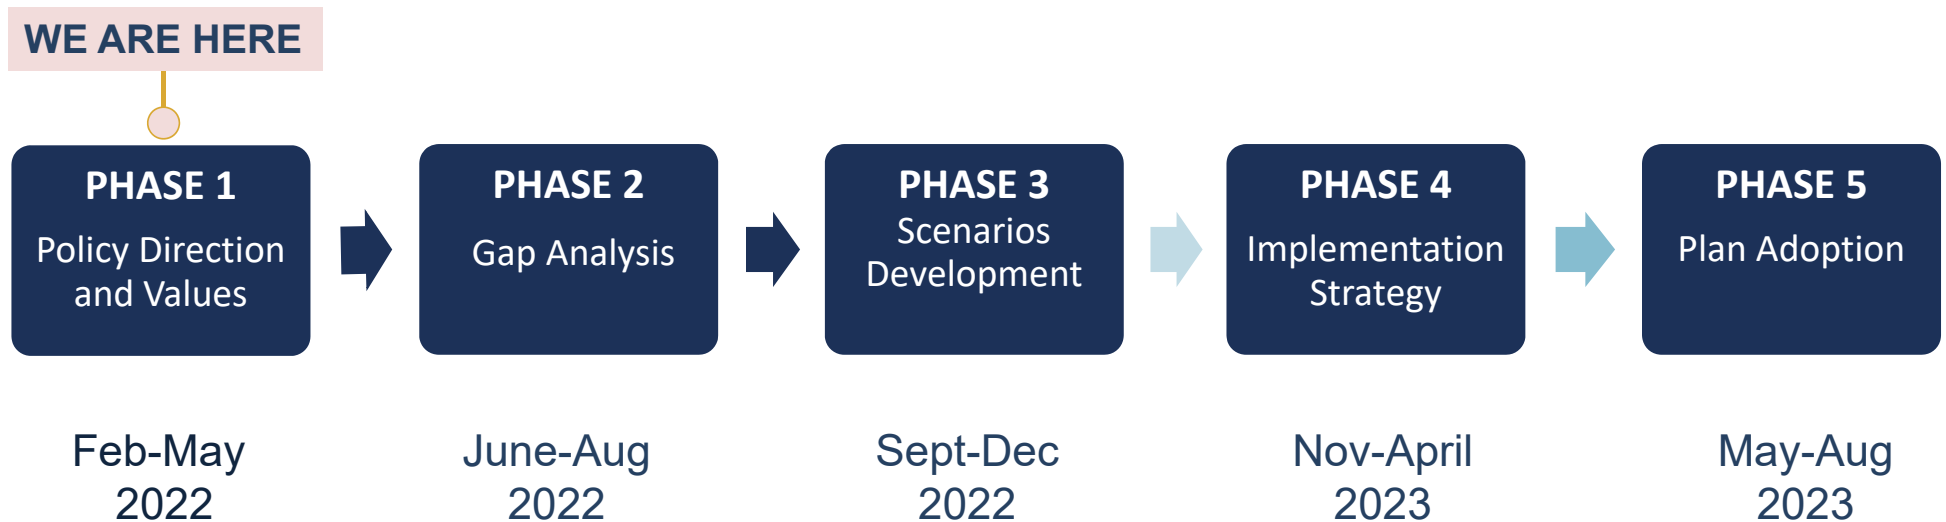 WE ARE HERE
PHASE 1
Policy Direction
and Values
PHASE 2
Gap Analysis
PHASE 3
Scenarios
Development
PHASE 4
Implementation
Strategy
PHASE 5
Plan Adoption
Feb-May
2022
June-Aug
2022
Sept-Dec
2022
Nov-April
2023
May-Aug
2023